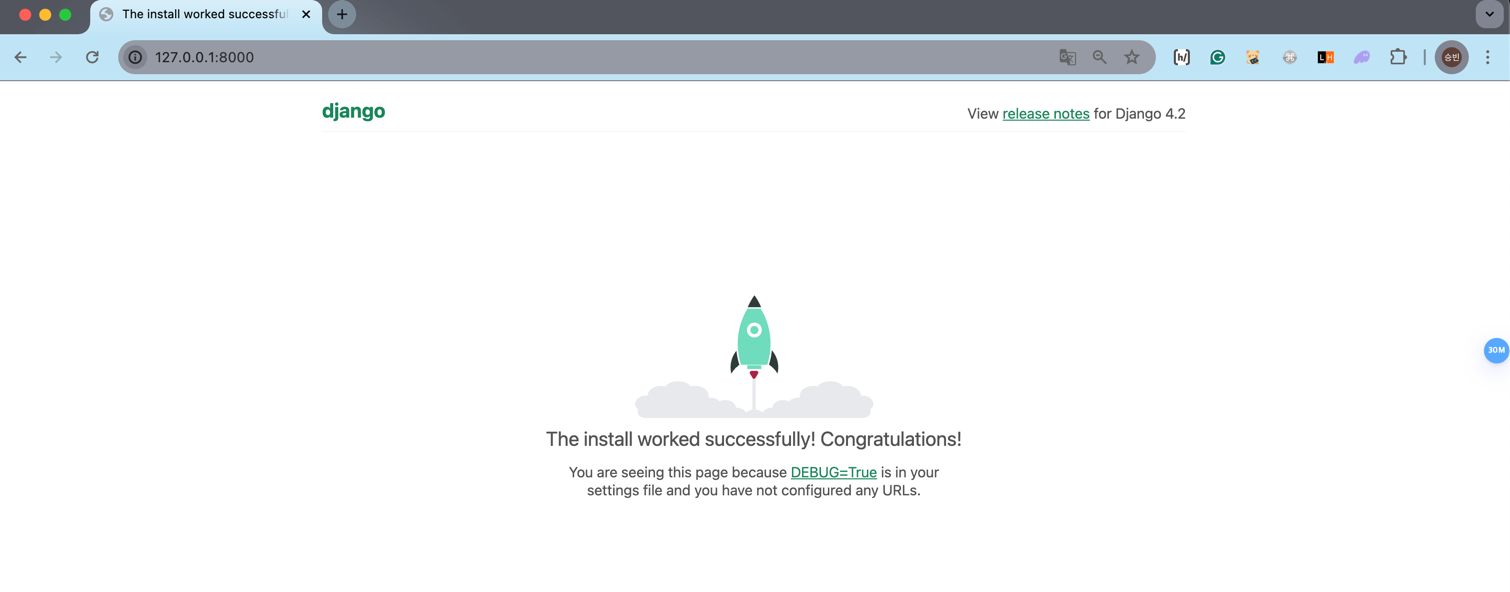 The install worked successful
127.0.0.1:8000
[h/]
G
L H
승빈
django
View release notes for Django 4.2
30M
The install worked successfully! Congratulations!
You are seeing this page because DEBUG=True is in your
settings file and you have not configured any URLs.